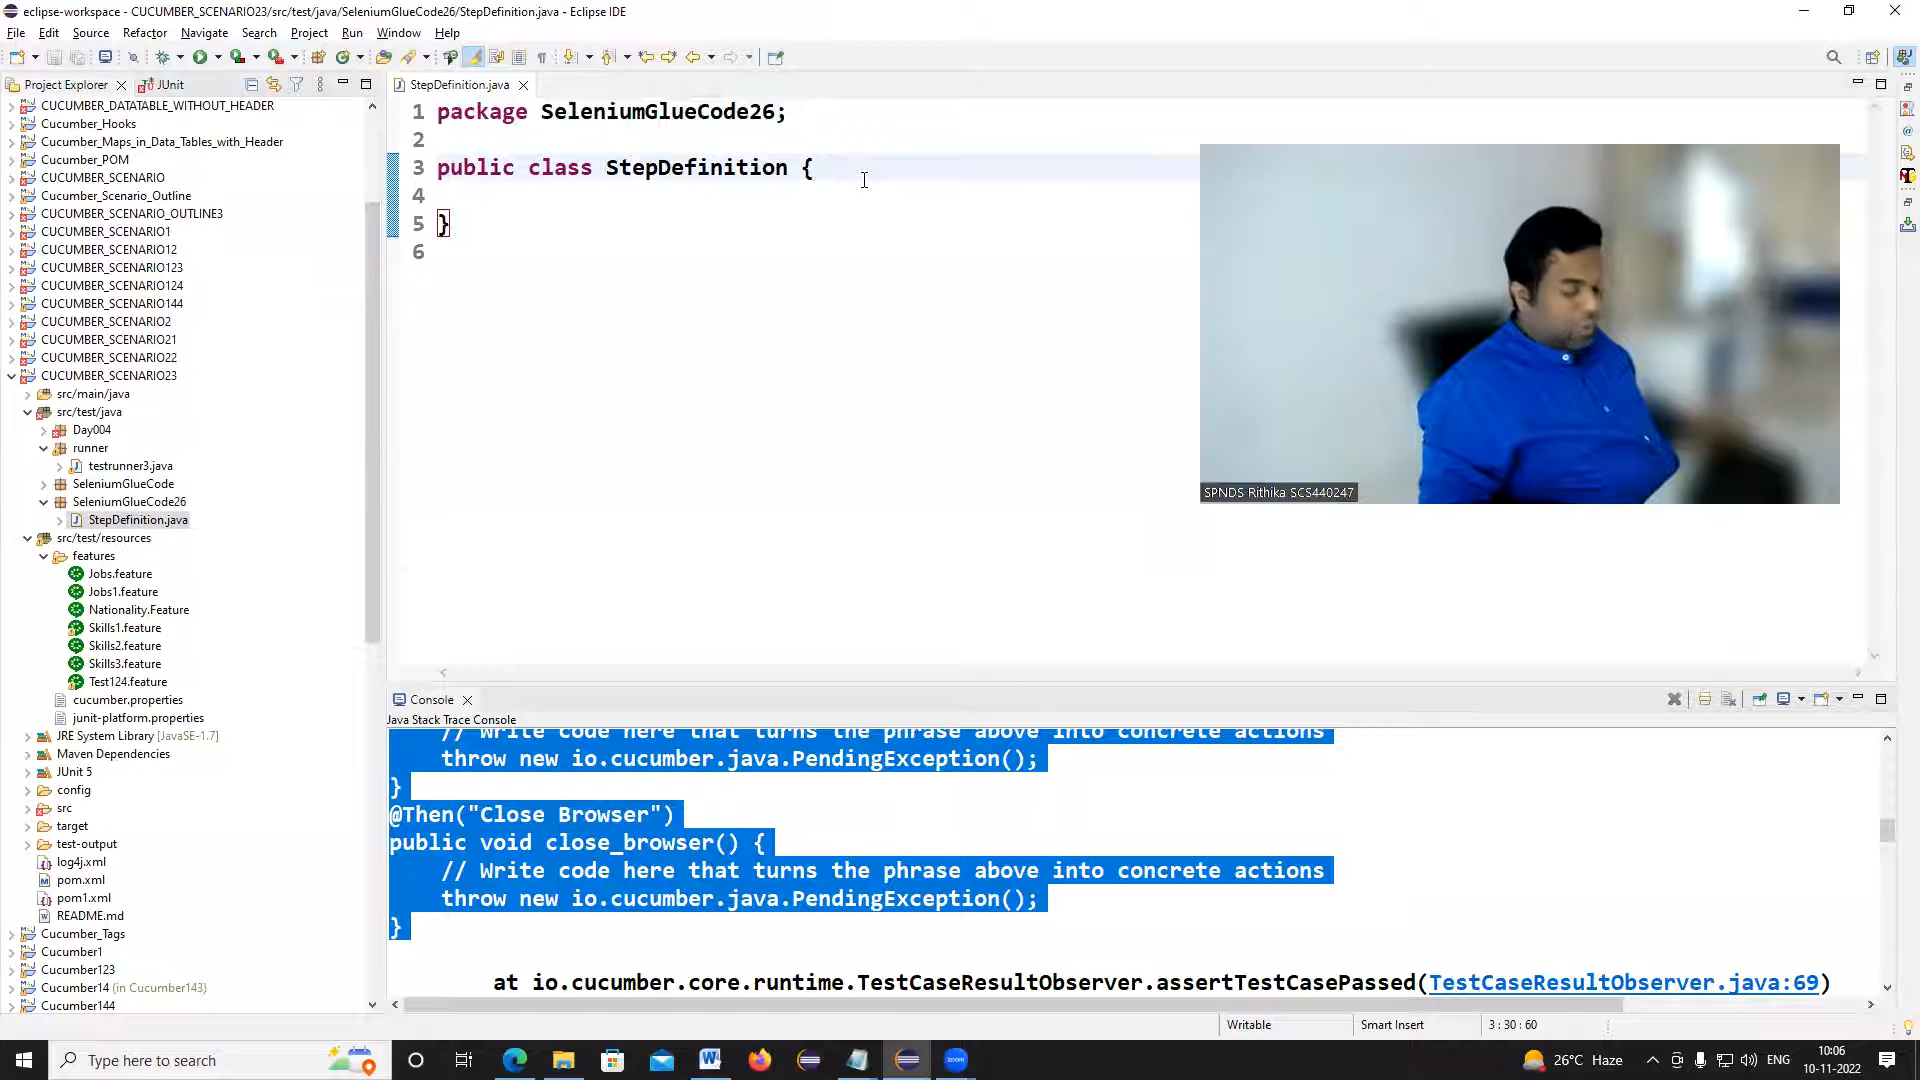 eclipse-workspace - CUCUMBER_SCENARIO23/src/test/java/SeleniumGlueCode26/StepDefinition.java - Eclipse IDE
File Edit Source Refactor Navigate Search Project Run Window Help
Project Explorer JUnit
CUCUMBER_DATATABLE_WITHOUT_HEADER
Cucumber_Hooks
Cucumber_Maps_in_Data_Tables_with_Header
Cucumber_POM
CUCUMBER_SCENARIO
Cucumber_Scenario_Outline
CUCUMBER_SCENARIO_OUTLINE3
CUCUMBER_SCENARIO1
CUCUMBER_SCENARIO12
CUCUMBER_SCENARIO123
CUCUMBER_SCENARIO124
CUCUMBER_SCENARIO144
CUCUMBER_SCENARIO2
CUCUMBER_SCENARIO21
CUCUMBER_SCENARIO22
CUCUMBER_SCENARIO23
src/main/java
src/test/java
Day004
runner
testrunner3.java
SeleniumGlueCode
SeleniumGlueCode26
StepDefinition.java
src/test/resources
features
Jobs.feature
Jobs1.feature
Nationality.Feature
Skills1.feature
Skills2.feature
Skills3.feature
Test124.feature
cucumber.properties
junit-platform.properties
JRE System Library [JavaSE-1.7]
Maven Dependencies
JUnit 5
config
src
target
test-output
log4j.xml
pom.xml
pom1.xml
README.md
Cucumber_Tags
Cucumber1
Cucumber123
Cucumber14 (in Cucumber143)
Cucumber144
StepDefinition.java
1 package SeleniumGlueCode26;
2
3 public class StepDefinition {
4
5 }
6
SPNDS Rithika SCS440247
Console
Java Stack Trace Console
// Write code here that turns the phrase above into concrete actions
throw new io.cucumber.java.PendingException();
}
@Then("Close Browser")
public void close_browser() {
// Write code here that turns the phrase above into concrete actions
throw new io.cucumber.java.PendingException();
}
at io.cucumber.core.runtime.TestCaseResultObserver.assertTestCasePassed(TestCaseResultObserver.java:69)
Writable Smart Insert 3 : 30 : 60
Type here to search
zoom
26°C Haze
ENG
10:06
10-11-2022